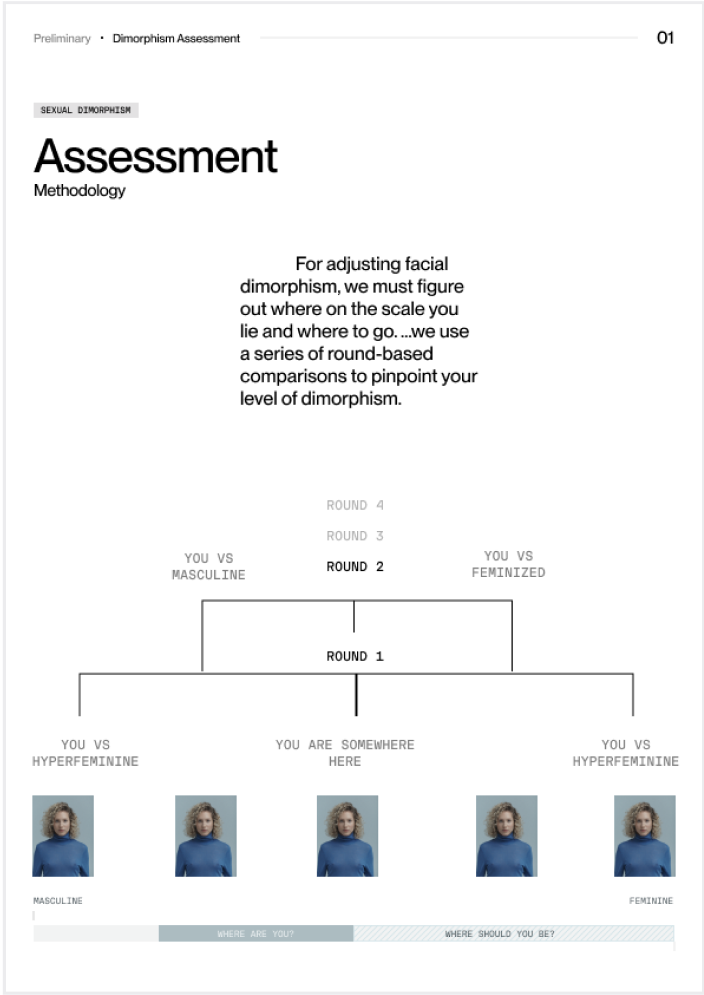 Preliminary • Dimorphism Assessment 01
SEXUAL DIMORPHISM
Assessment
Methodology
For adjusting facial
dimorphism, we must figure
out where on the scale you
lie and where to go. ...we use
a series of round-based
comparisons to pinpoint your
level of dimorphism.
ROUND 4
ROUND 3
ROUND 2
YOU VS
MASCULINE
YOU VS
FEMINIZED
ROUND 1
YOU VS
HYPERFEMININE
YOU ARE SOMEWHERE
HERE
YOU VS
HYPERFEMININE
MASCULINE
FEMININE
WHERE ARE YOU?
WHERE SHOULD YOU BE?